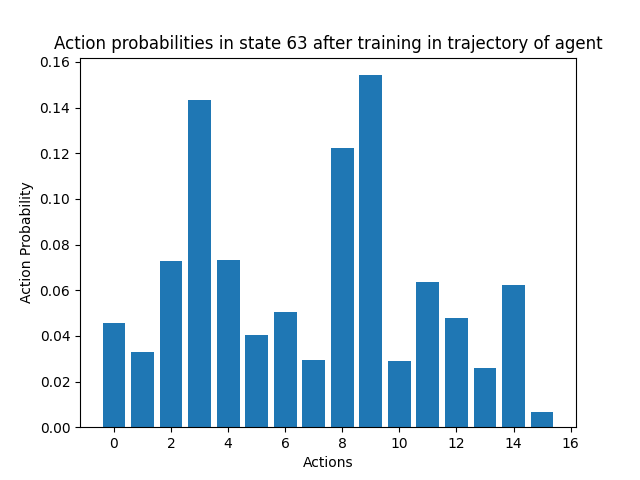 Action probabilities in state 63 after training in trajectory of agent
0.16
0.14
0.12
0.10
0.08
0.06
0.04
0.02
0.00
Action Probability
0 2 4 6 8 10 12 14 16
Actions